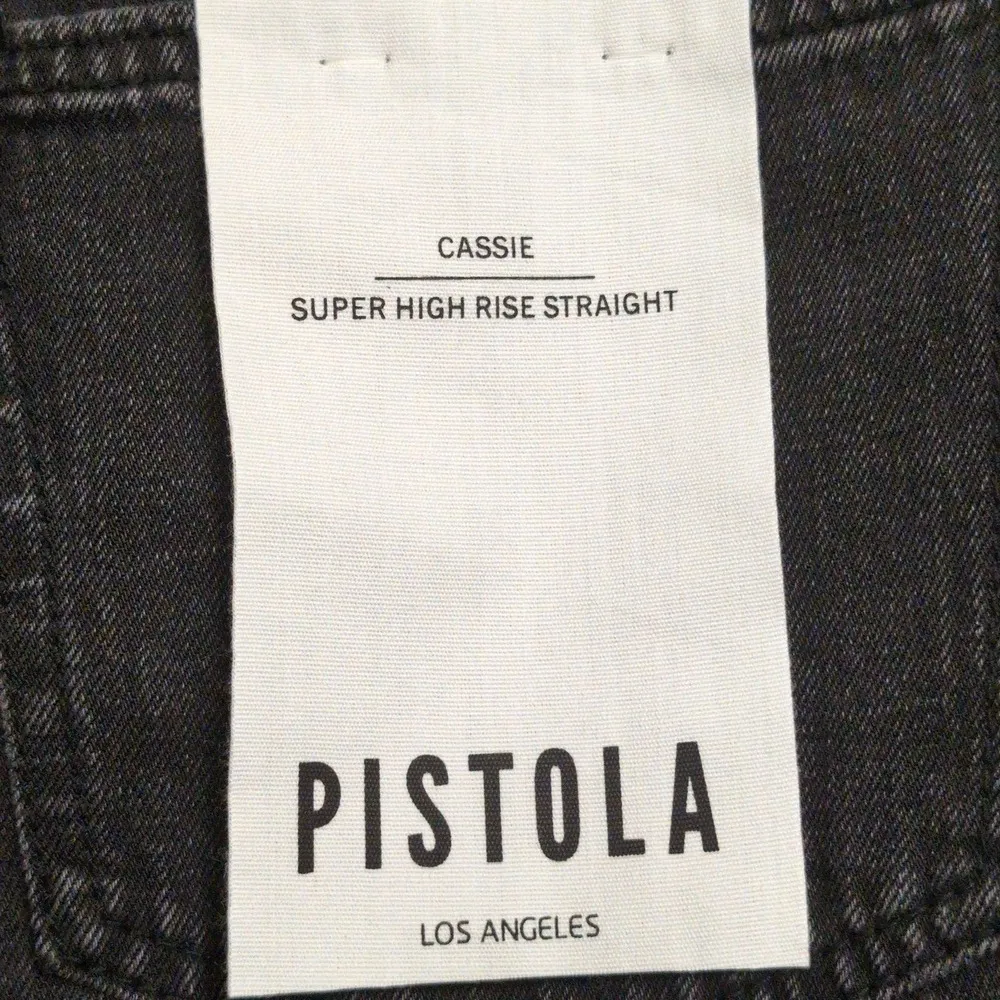 CASSIE
SUPER HIGH RISE STRAIGHT
PISTOLA
LOS ANGELES